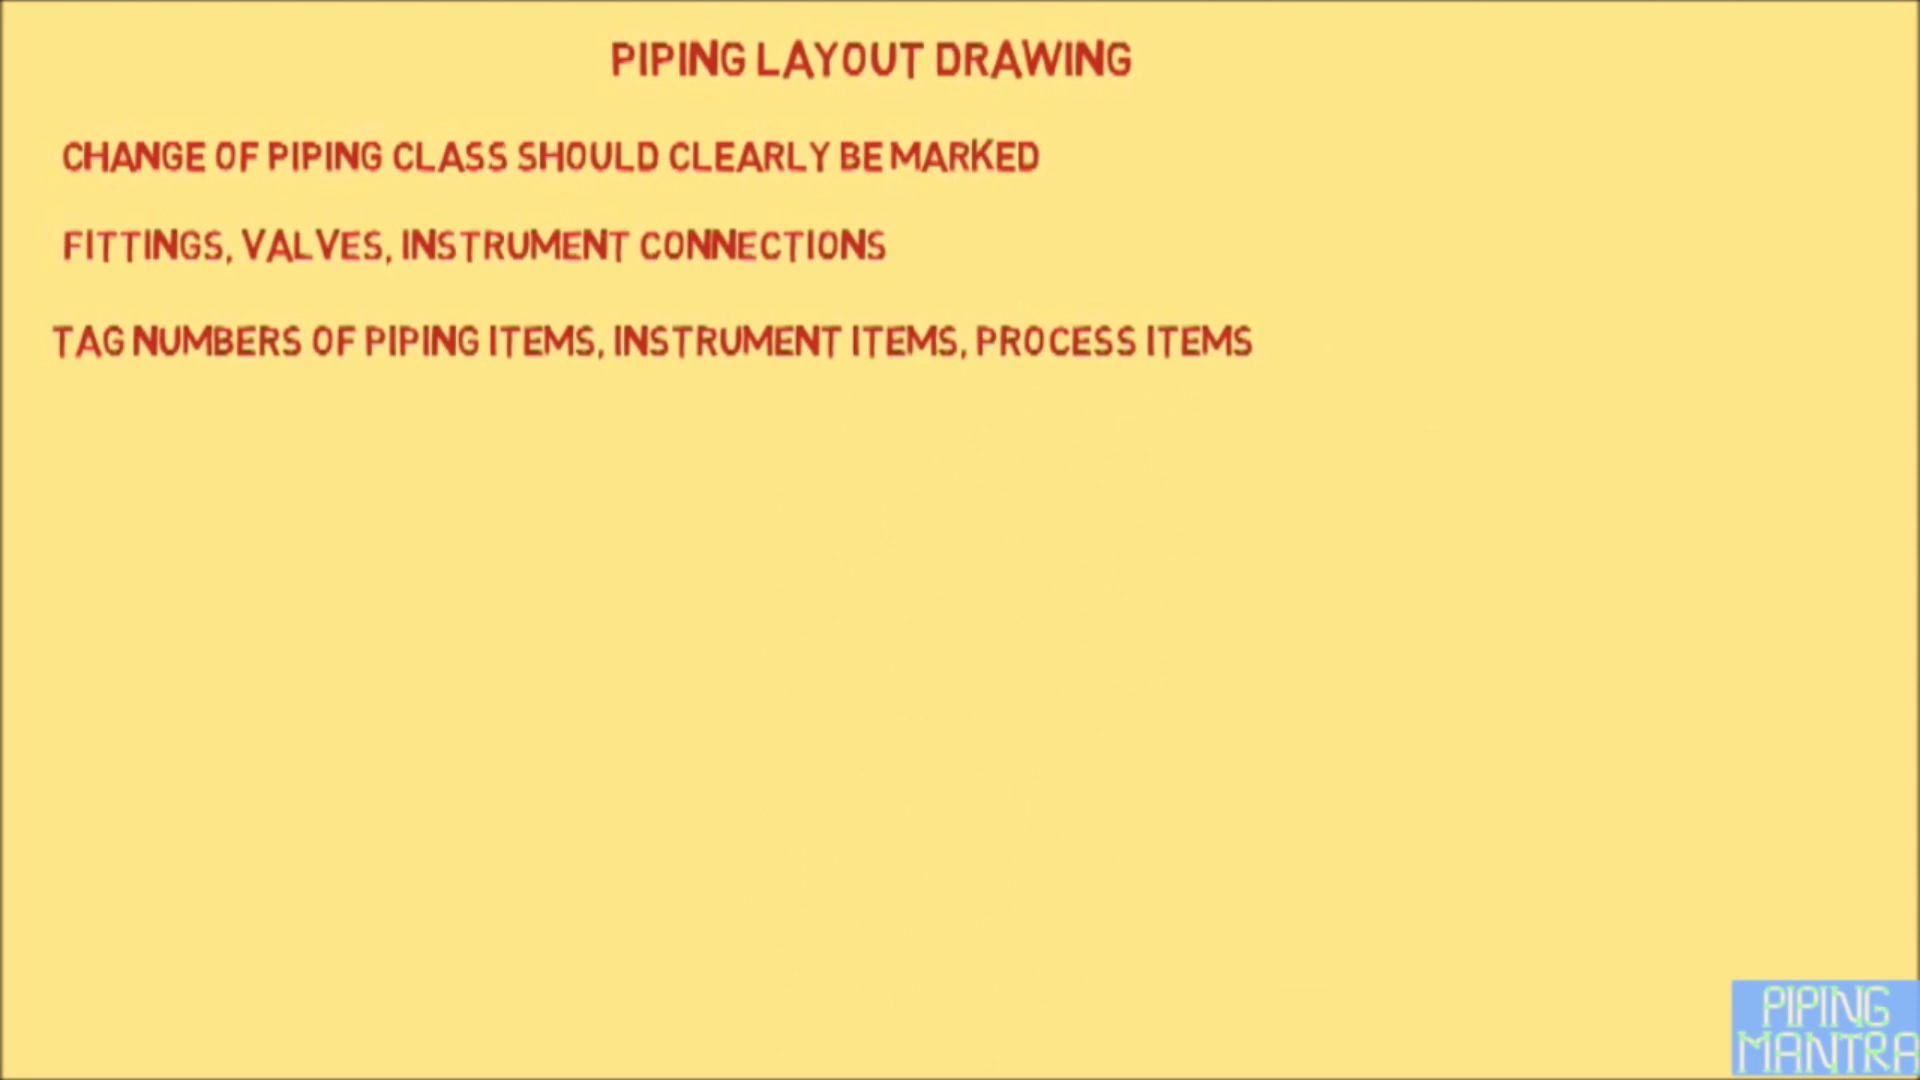 PIPING LAYOUT DRAWING
CHANGE OF PIPING CLASS SHOULD CLEARLY BE MARKED
FITTINGS, VALVES, INSTRUMENT CONNECTIONS
TAG NUMBERS OF PIPING ITEMS, INSTRUMENT ITEMS, PROCESS ITEMS
PIPING
MANTRA